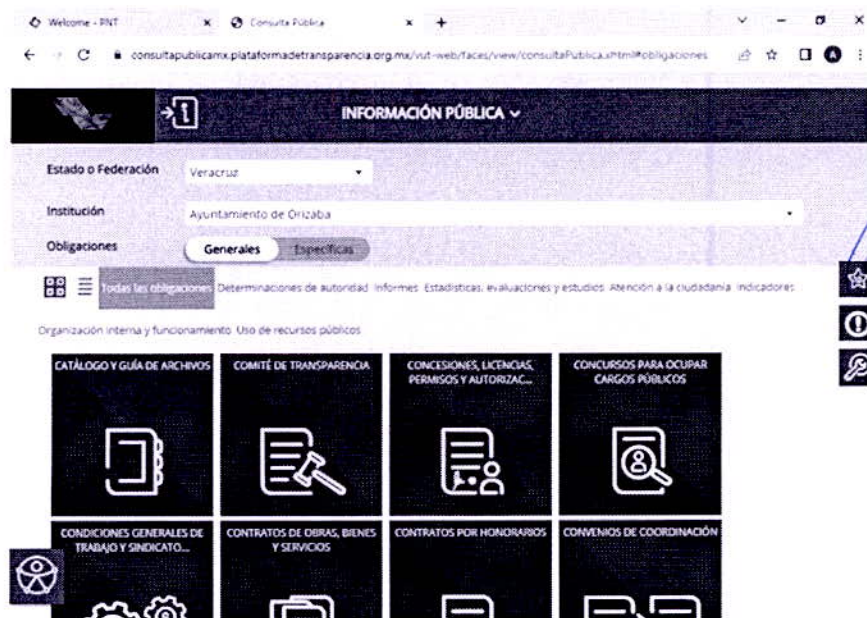 Welcome - PNT
Consulta Pública
consultapublicamx.plataformadetransparencia.org.mx/vut-web/faces/view/consultaPublica.xhtml#obligaciones
A
INFORMACIÓN PÚBLICA
Estado o Federación
Veracruz
Institución
Ayuntamiento de Orizaba
Obligaciones
Generales Específicas
Todas las obligaciones Determinaciones de autoridad Informes Estadísticas, evaluaciones y estudios Atención a la ciudadanía Indicadores
Organización interna y funcionamiento Uso de recursos públicos
CATÁLOGO Y GUÍA DE ARCHIVOS
COMITÉ DE TRANSPARENCIA
CONCESIONES, LICENCIAS,
PERMISOS Y AUTORIZAC...
CONCURSOS PARA OCUPAR
CARGOS PÚBLICOS
CONDICIONES GENERALES DE
TRABAJO Y SINDICATO...
CONTRATOS DE OBRAS, BIENES
Y SERVICIOS
CONTRATOS POR HONORARIOS
CONVENIOS DE COORDINACIÓN